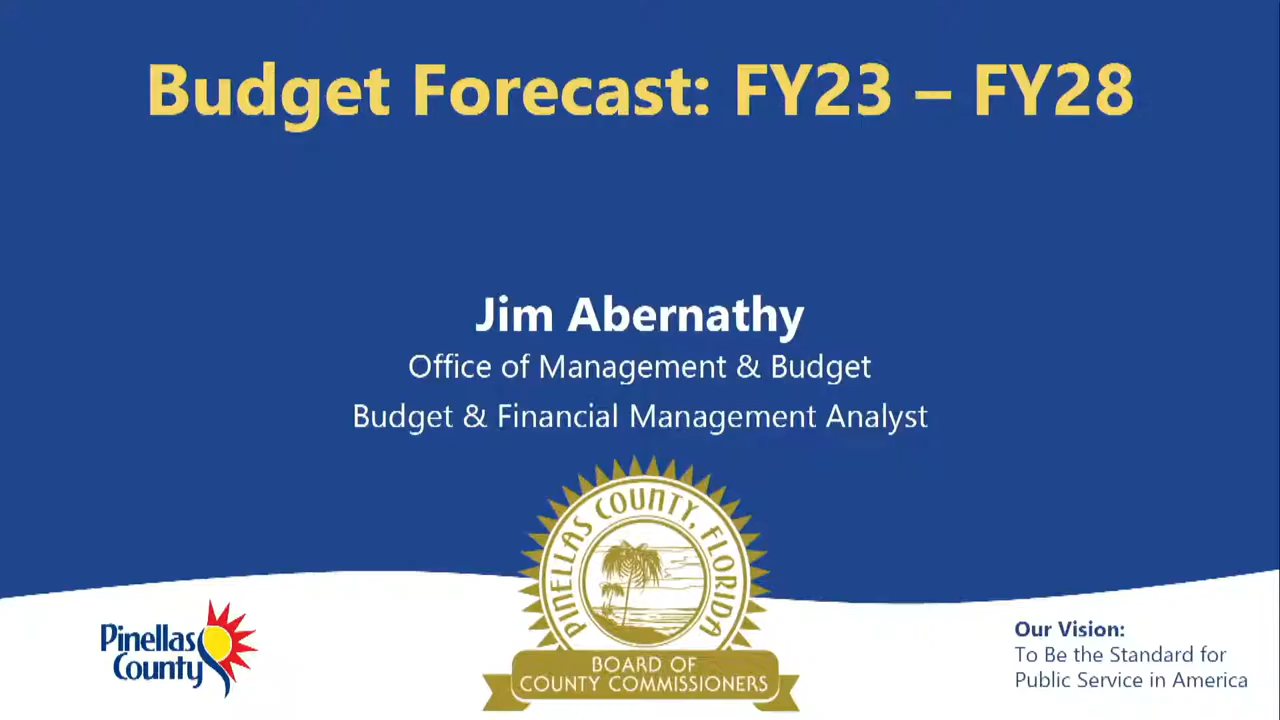 Budget Forecast: FY23 – FY28
Jim Abernathy
Office of Management & Budget
Budget & Financial Management Analyst
PINELLAS COUNTY, FLORIDA
BOARD OF
COUNTY COMMISSIONERS
Pinellas
County
Our Vision:
To Be the Standard for
Public Service in America